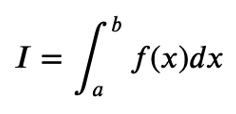 I = ∫_a^b f(x)dx